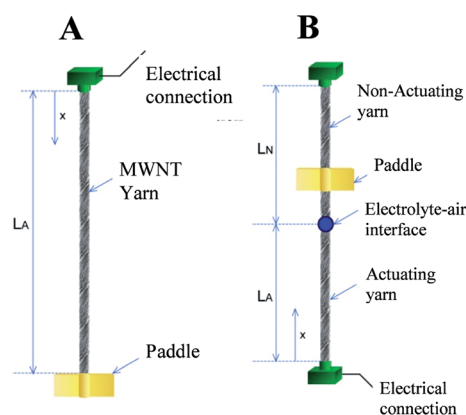 A
Electrical
connection
x
MWNT
Yarn
LA
Paddle
B
Non-Actuating
yarn
LN
Paddle
Electrolyte-air
interface
LA
Actuating
yarn
x
Electrical
connection